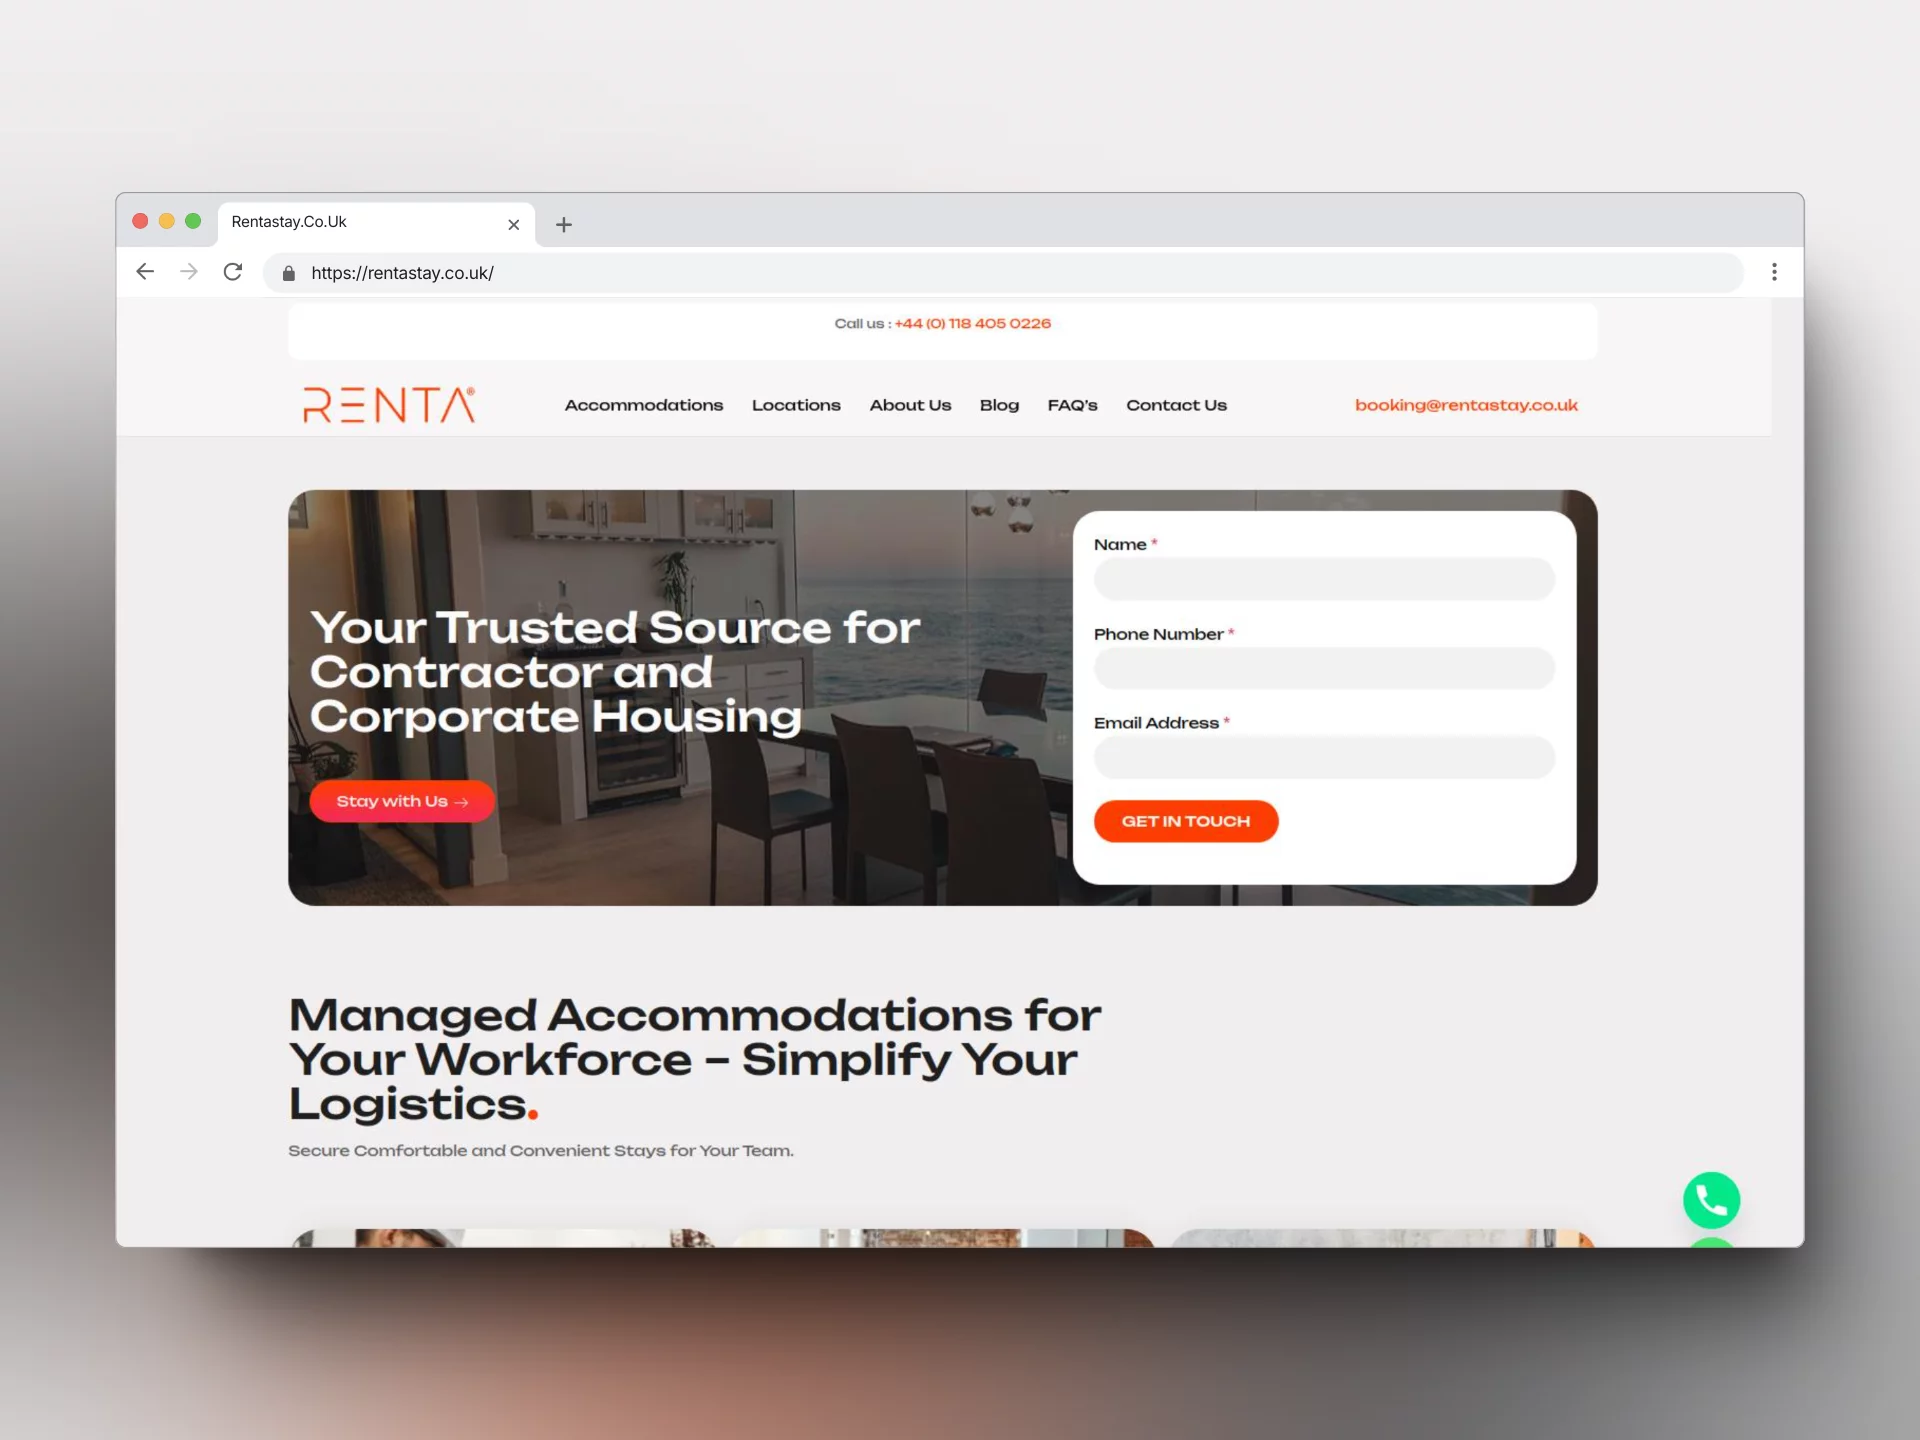 Rentastay.Co.Uk
https://rentastay.co.uk/
Call us : +44 (0) 118 405 0226
RENTA®
Accommodations Locations About Us Blog FAQ's Contact Us
booking@rentastay.co.uk
Your Trusted Source for
Contractor and
Corporate Housing
Stay with Us →
Name *
Phone Number *
Email Address *
GET IN TOUCH
Managed Accommodations for
Your Workforce – Simplify Your
Logistics.
Secure Comfortable and Convenient Stays for Your Team.